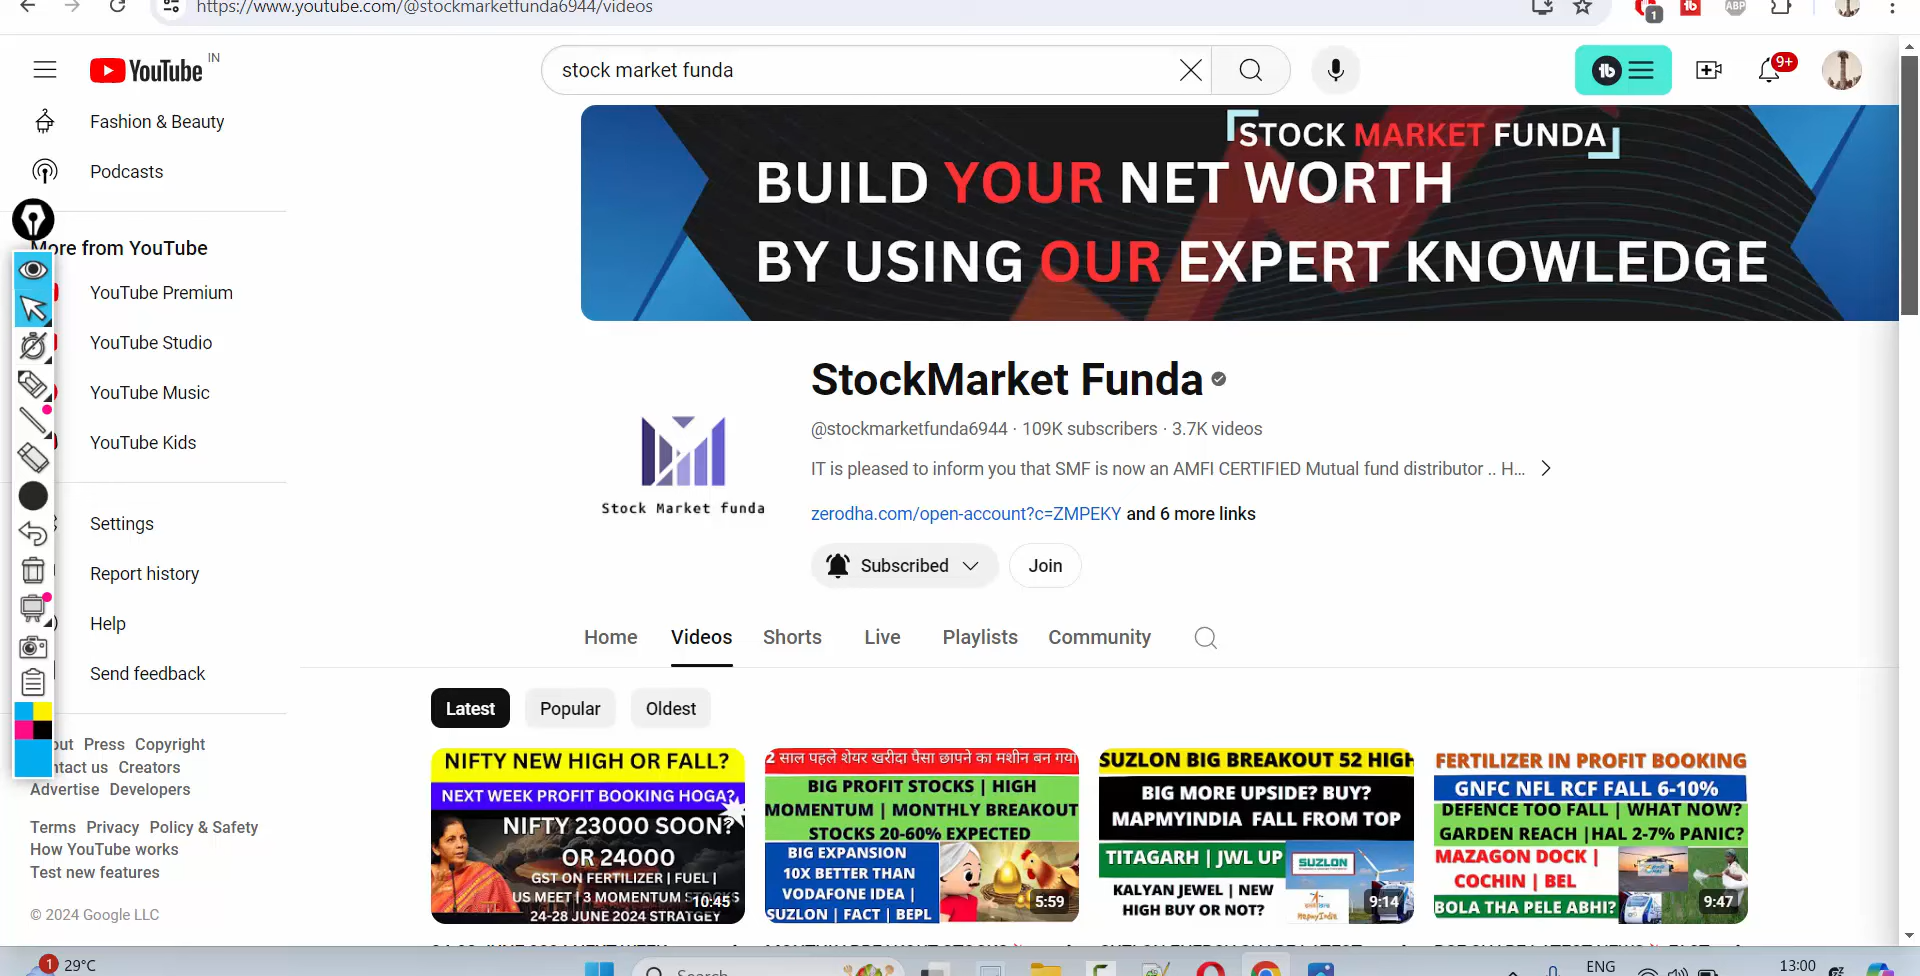 https://www.youtube.com/@stockmarketfunda6944/videos
1
ABP
YouTube IN
stock market funda
9+
Fashion & Beauty
Podcasts
More from YouTube
YouTube Premium
YouTube Studio
YouTube Music
YouTube Kids
Settings
Report history
Help
Send feedback
Press Copyright
Creators
Advertise Developers
Terms Privacy Policy & Safety
How YouTube works
Test new features
© 2024 Google LLC
STOCK MARKET FUNDA
BUILD YOUR NET WORTH
BY USING OUR EXPERT KNOWLEDGE
Stock Market funda
StockMarket Funda
@stockmarketfunda6944 · 109K subscribers · 3.7K videos
IT is pleased to inform you that SMF is now an AMFI CERTIFIED Mutual fund distributor .. H...
zerodha.com/open-account?c=ZMPEKY and 6 more links
Subscribed
Join
Home Videos Shorts Live Playlists Community
Latest Popular Oldest
NIFTY NEW HIGH OR FALL?
NEXT WEEK PROFIT BOOKING HOGA?
NIFTY 23000 SOON?
OR 24000
GST ON FERTILIZER | FUEL |
US MEET | 3 MOMENTUM STOCKS
24-28 JUNE 2024 STRATGEY
10:45
2 साल पहले शेयर खरीदा पैसा छापने का मशीन बन गया
BIG PROFIT STOCKS | HIGH
MOMENTUM | MONTHLY BREAKOUT
STOCKS 20-60% EXPECTED
BIG EXPANSION
10X BETTER THAN
VODAFONE IDEA |
SUZLON | FACT | BEPL
5:59
SUZLON BIG BREAKOUT 52 HIGH
BIG MORE UPSIDE? BUY?
MAPMYINDIA FALL FROM TOP
TITAGARH | JWL UP
SUZLON
KALYAN JEWEL | NEW
HIGH BUY OR NOT?
MapmyIndia
9:14
FERTILIZER IN PROFIT BOOKING
GNFC NFL RCF FALL 6-10%
DEFENCE TOO FALL | WHAT NOW?
GARDEN REACH |HAL 2-7% PANIC?
MAZAGON DOCK |
COCHIN | BEL
BOLA THA PELE ABHI?
9:47
1
29°C
Search
ENG
13:00